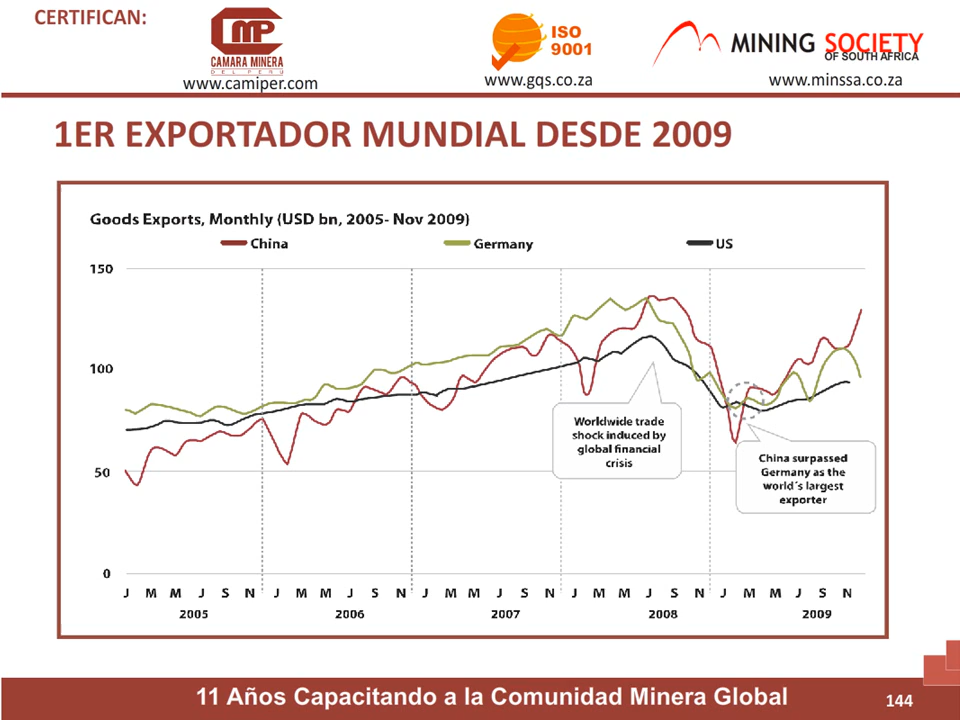 CERTIFICAN:
CMP
CAMARA MINERA
DEL PERU
www.camiper.com
ISO
9001
www.gqs.co.za
MINING SOCIETY
OF SOUTH AFRICA
www.minssa.co.za
1ER EXPORTADOR MUNDIAL DESDE 2009
Goods Exports, Monthly (USD bn, 2005- Nov 2009)
China Germany US
150
100
50
0
Worldwide trade
shock induced by
global financial
crisis
China surpassed
Germany as the
world´s largest
exporter
J M M J S N J M M J S N J M M J S N J M M J S N J M M J S N
2005 2006 2007 2008 2009
11 Años Capacitando a la Comunidad Minera Global
144